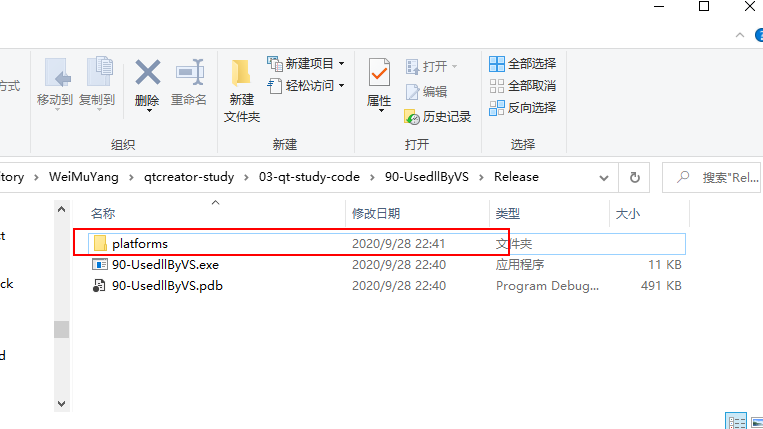 方式
移动到 复制到 删除 重命名
新建
文件夹
新建项目
轻松访问
属性
打开
编辑
历史记录
全部选择
全部取消
反向选择
组织 新建 打开 选择
tory WeiMuYang qtcreator-study 03-qt-study-code 90-UsedllByVS Release 搜索"Rel...
名称 修改日期 类型 大小
platforms 2020/9/28 22:41 文件夹
90-UsedllByVS.exe 2020/9/28 22:40 应用程序 11 KB
90-UsedllByVS.pdb 2020/9/28 22:40 Program Debug... 491 KB
t
ck
d